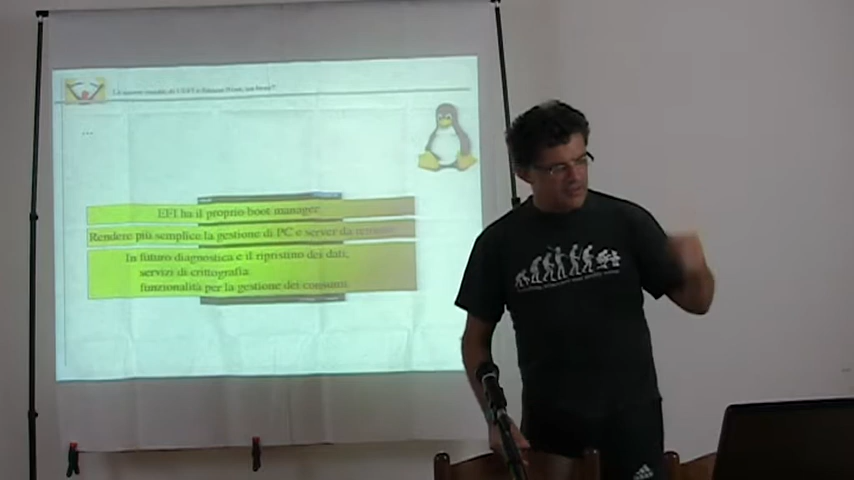 EFI ha il proprio boot manager
Rendere più semplice la gestione di PC e server da remoto
In futuro diagnostica e il ripristino dei dati,
servizi di crittografia
funzionalità per la gestione dei consumi